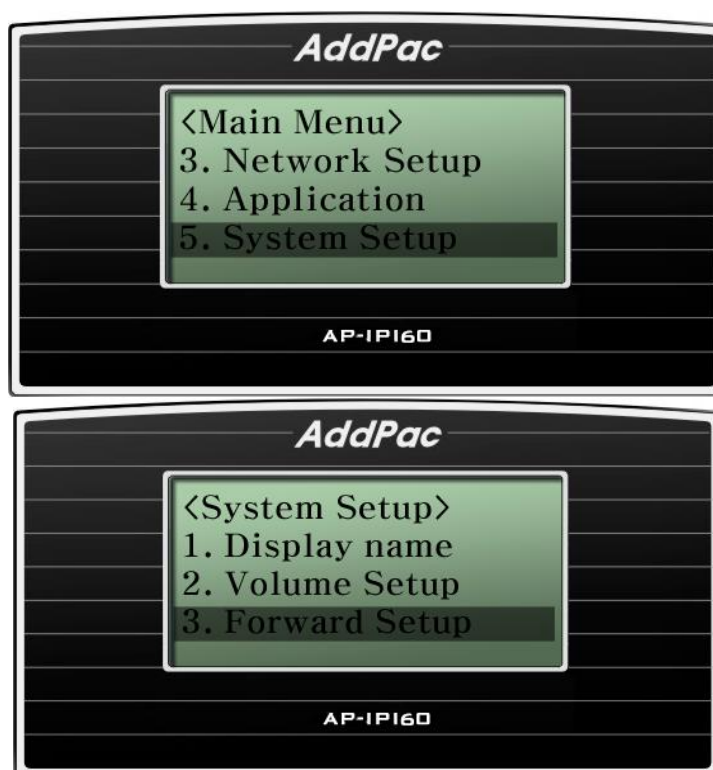 AddPac
<Main Menu>
3. Network Setup
4. Application
5. System Setup
AP-IP160
AddPac
<System Setup>
1. Display name
2. Volume Setup
3. Forward Setup
AP-IP160